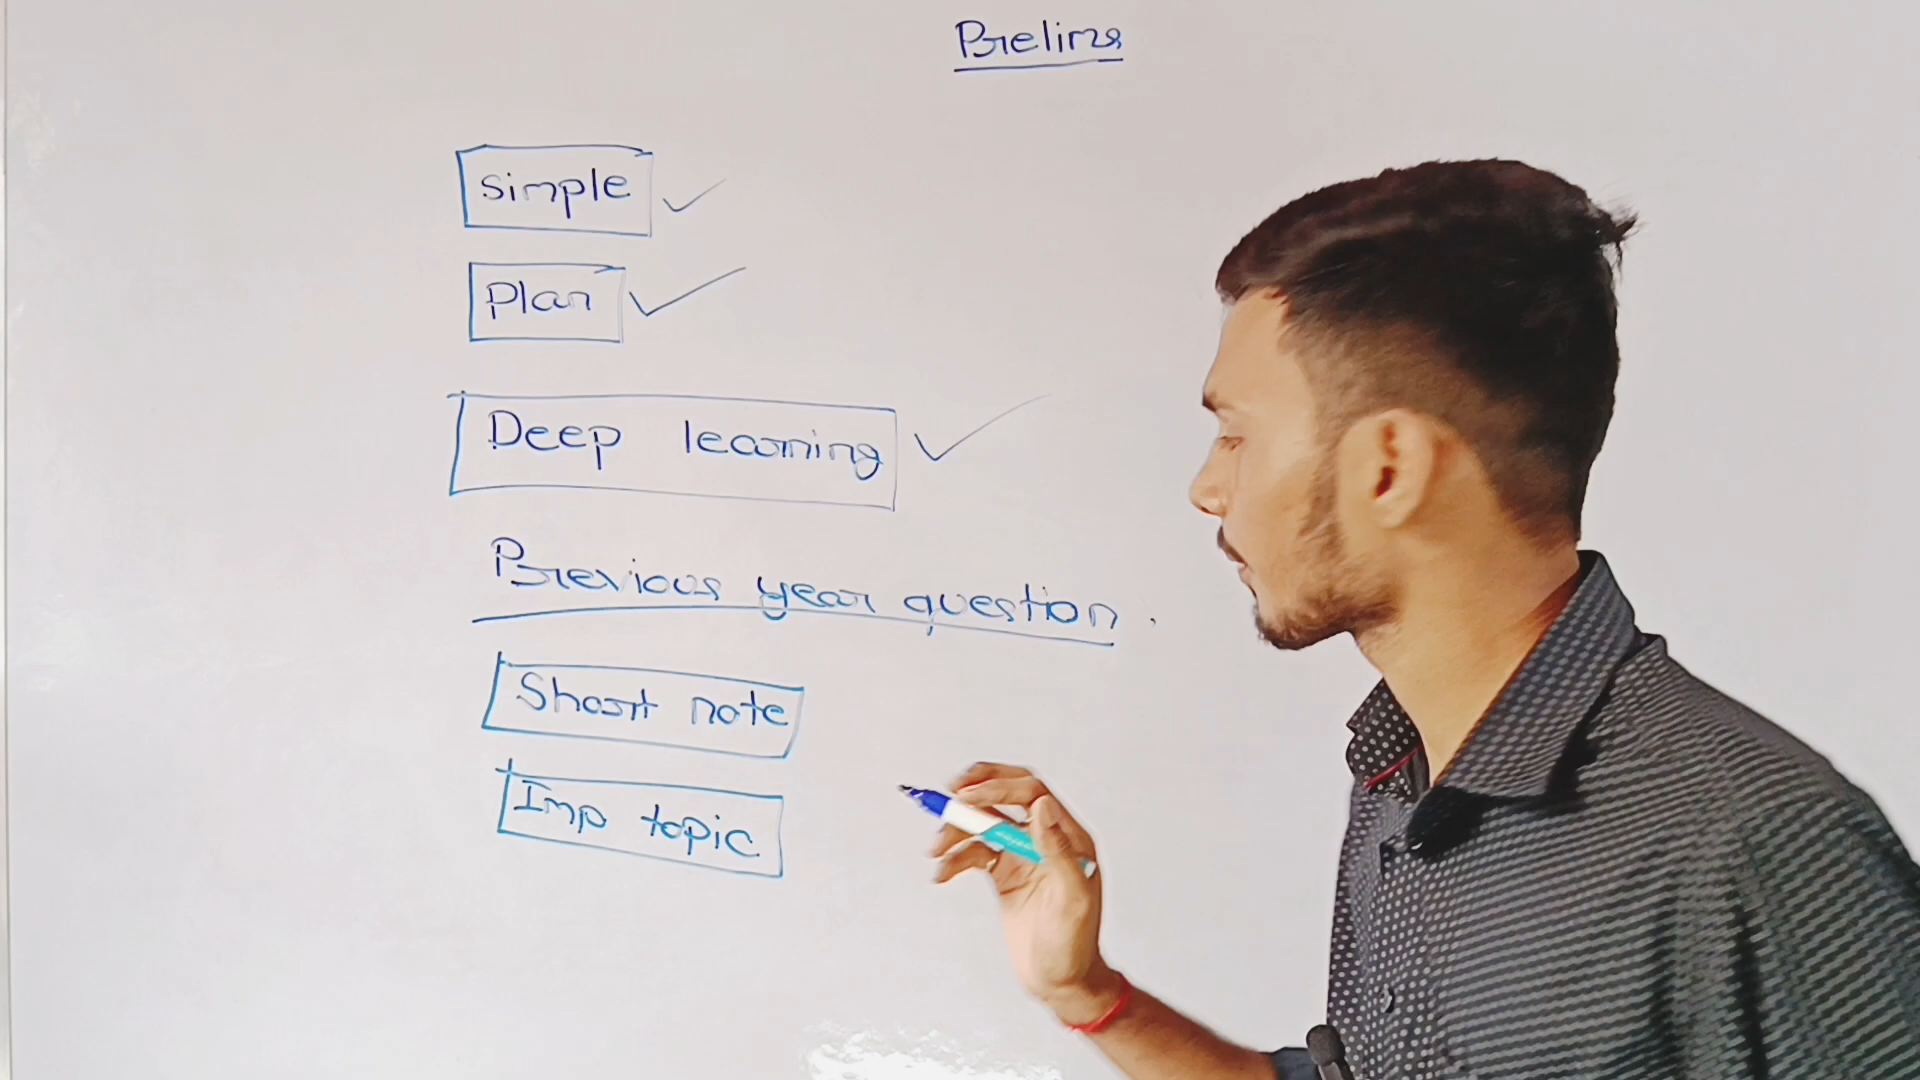 Prelims
simple
Plan
Deep learning
Previous year question .
Short note
Imp topic